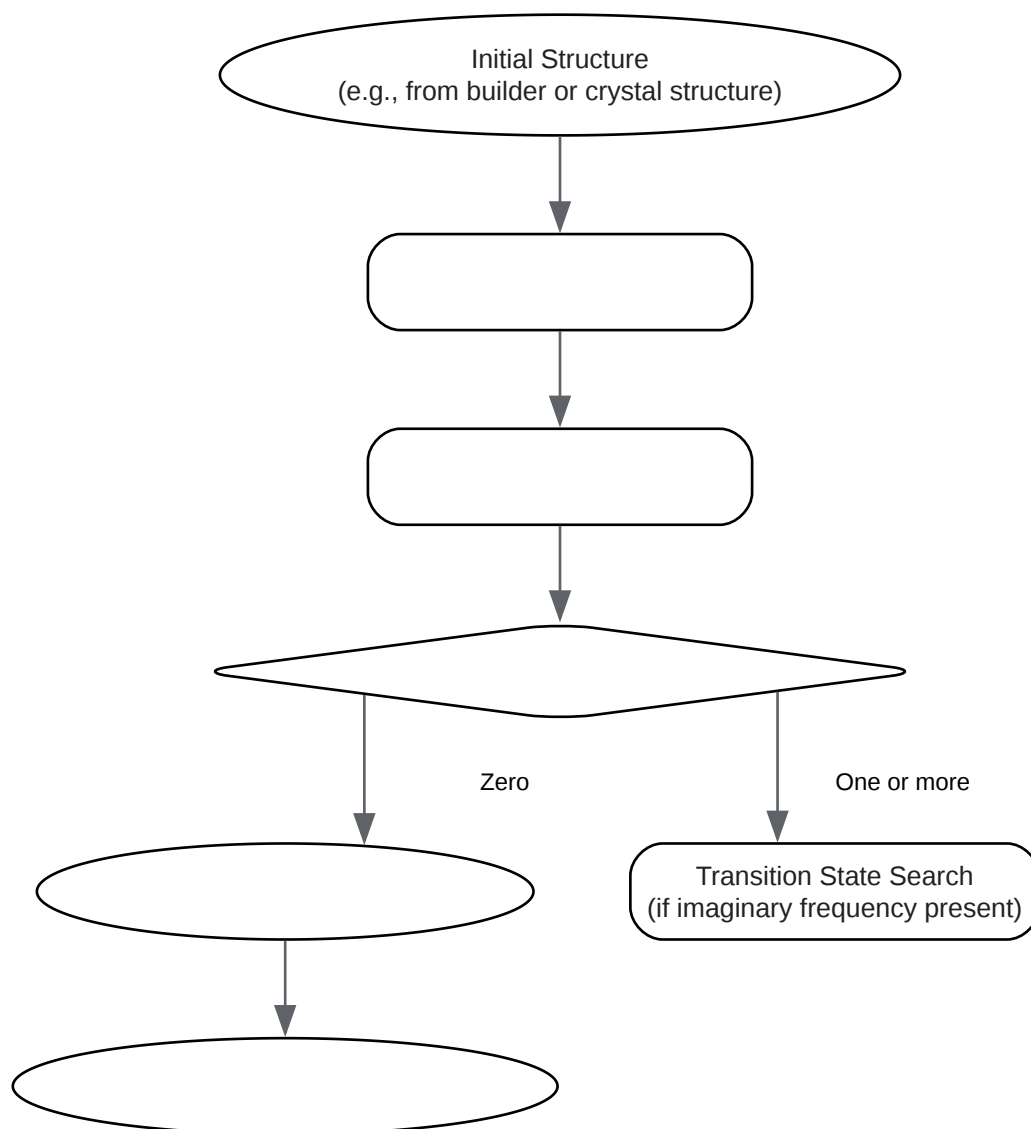 Initial Structure
(e.g., from builder or crystal structure)
Zero
One or more
Transition State Search
(if imaginary frequency present)